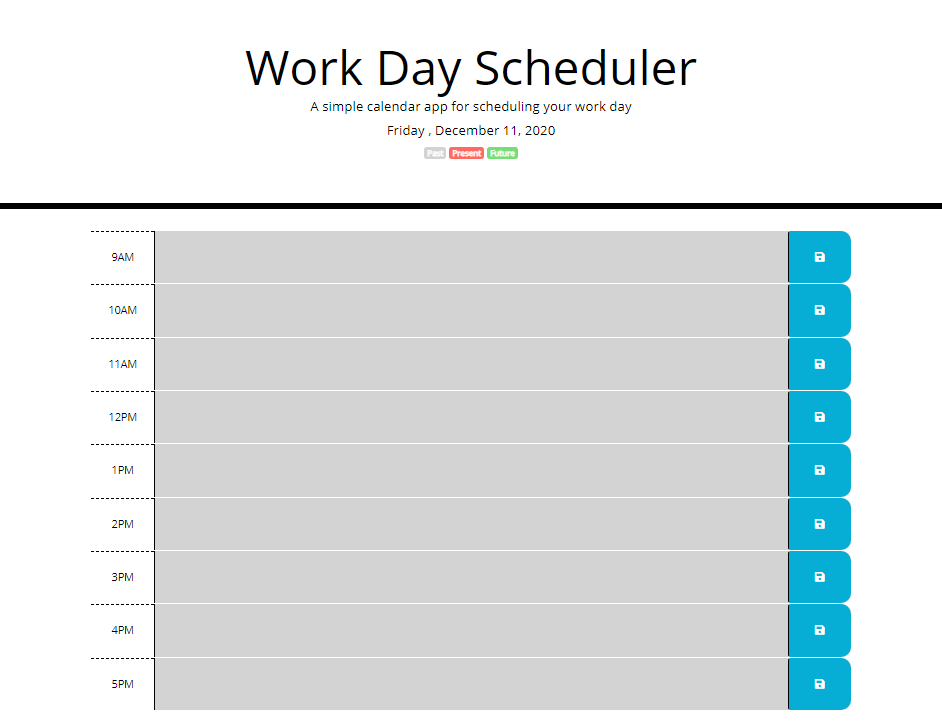 Work Day Scheduler
A simple calendar app for scheduling your work day
Friday , December 11, 2020
Past Present Future
9AM
10AM
11AM
12PM
1PM
2PM
3PM
4PM
5PM